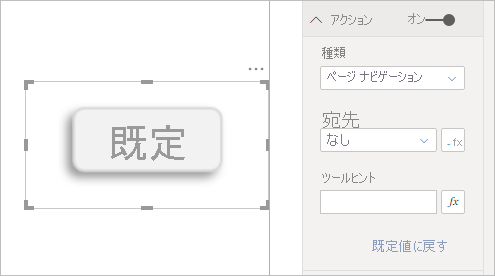 既定
アクション オン
種類
ページ ナビゲーション
宛先
なし
fx
ツールヒント
fx
既定値に戻す